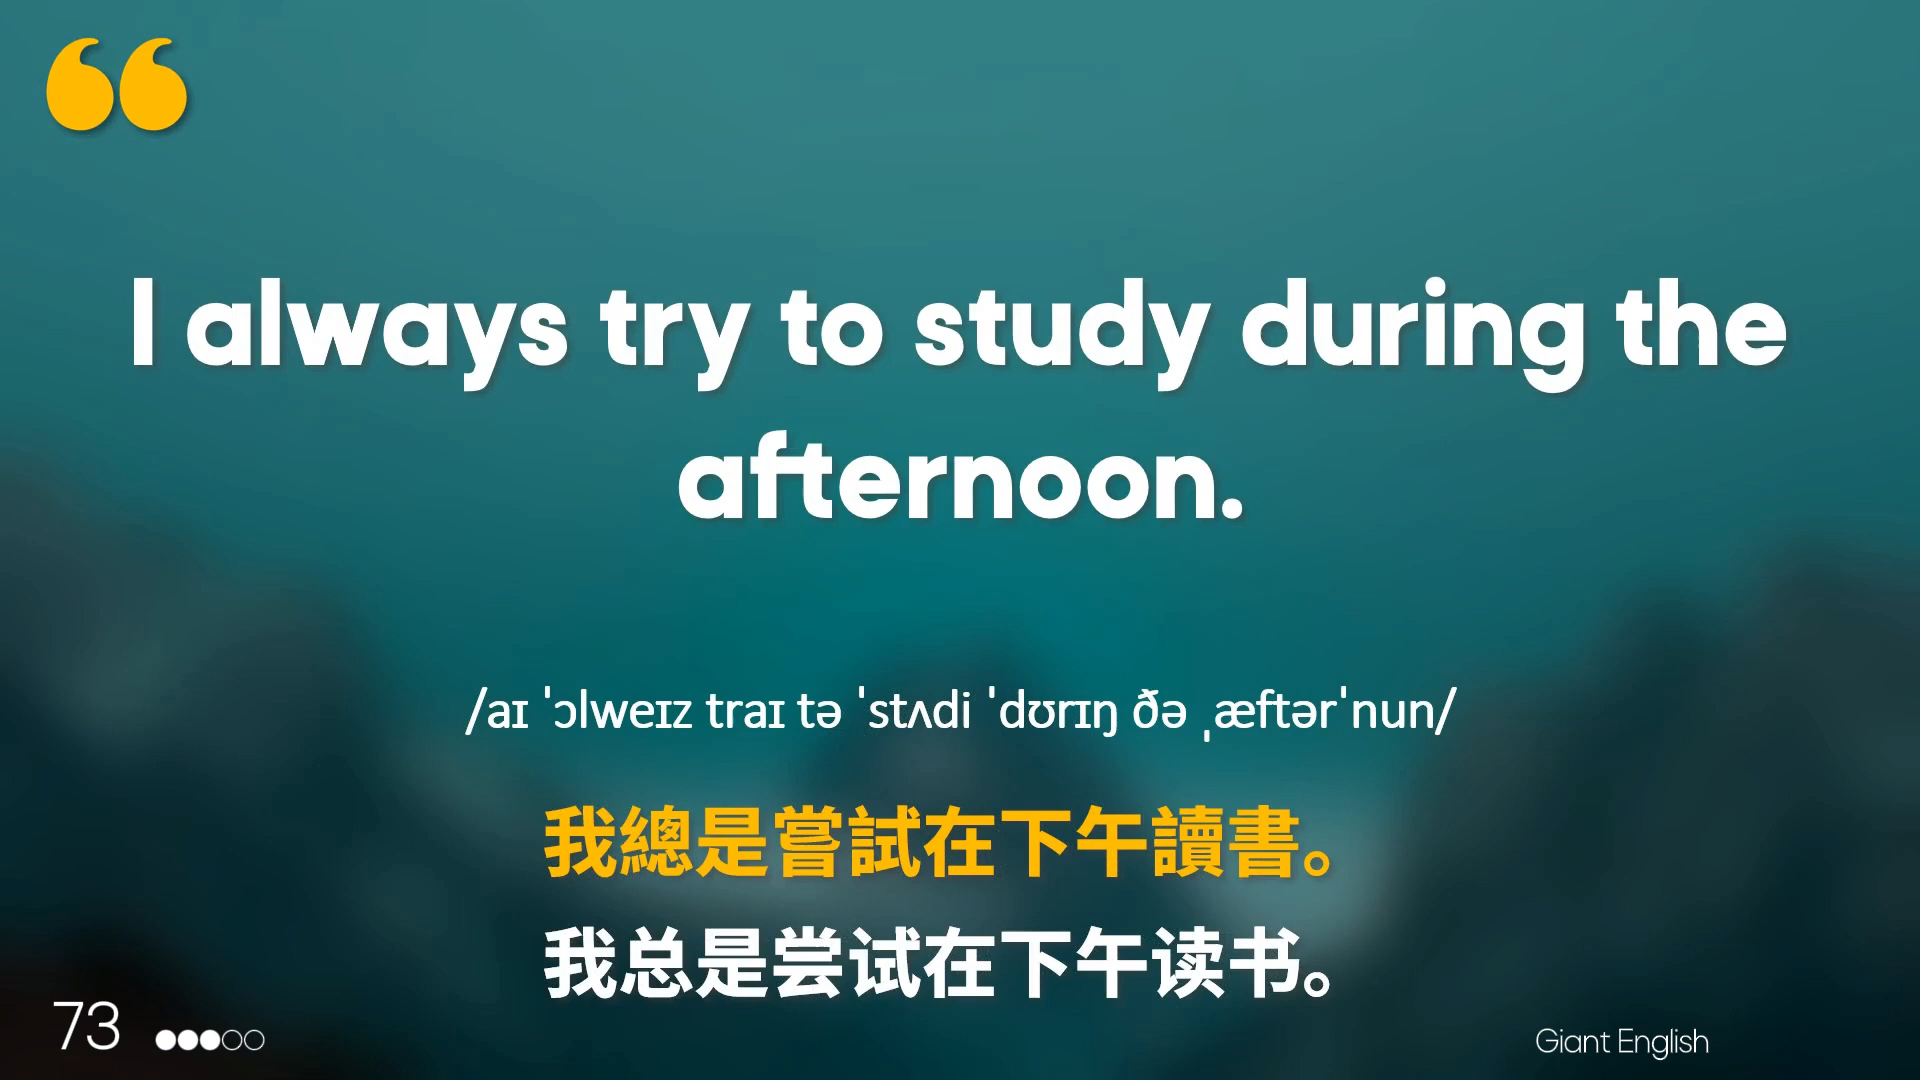 “
I always try to study during the
afternoon.
/aɪ ˈɔlweɪz traɪ tə ˈstʌdi ˈdʊrɪŋ ðə ˌæftərˈnun/
我總是嘗試在下午讀書。
我总是尝试在下午读书。
73
Giant English